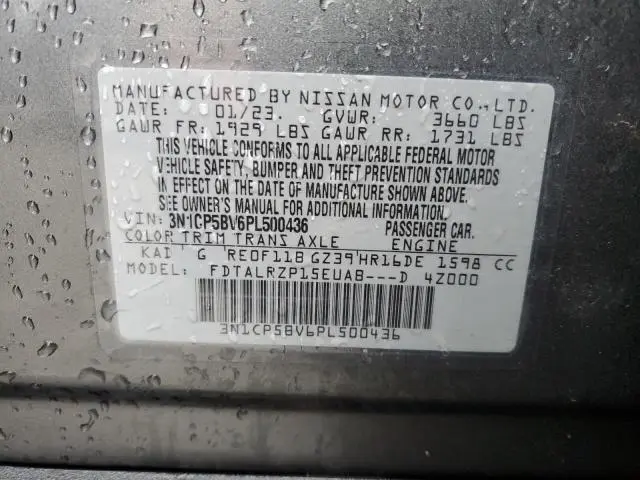 MANUFACTURED BY NISSAN MOTOR CO., LTD.
DATE: 01/23. GVWR: 3660 LBS
GAWR FR: 1929 LBS GAWR RR: 1731 LBS
THIS VEHICLE CONFORMS TO ALL APPLICABLE FEDERAL MOTOR
VEHICLE SAFETY, BUMPER AND THEFT PREVENTION STANDARDS
IN EFFECT ON THE DATE OF MANUFACTURE SHOWN ABOVE.
SEE OWNER'S MANUAL FOR ADDITIONAL INFORMATION.
VIN: 3N1CP5BV6PL500436 PASSENGER CAR.
COLOR TRIM TRANS AXLE ENGINE
KAD G RE0F11B GZ39 HR16DE 1598 CC
MODEL: FDTALRZP15EUAB---D 4Z000
3N1CP5BV6PL500436